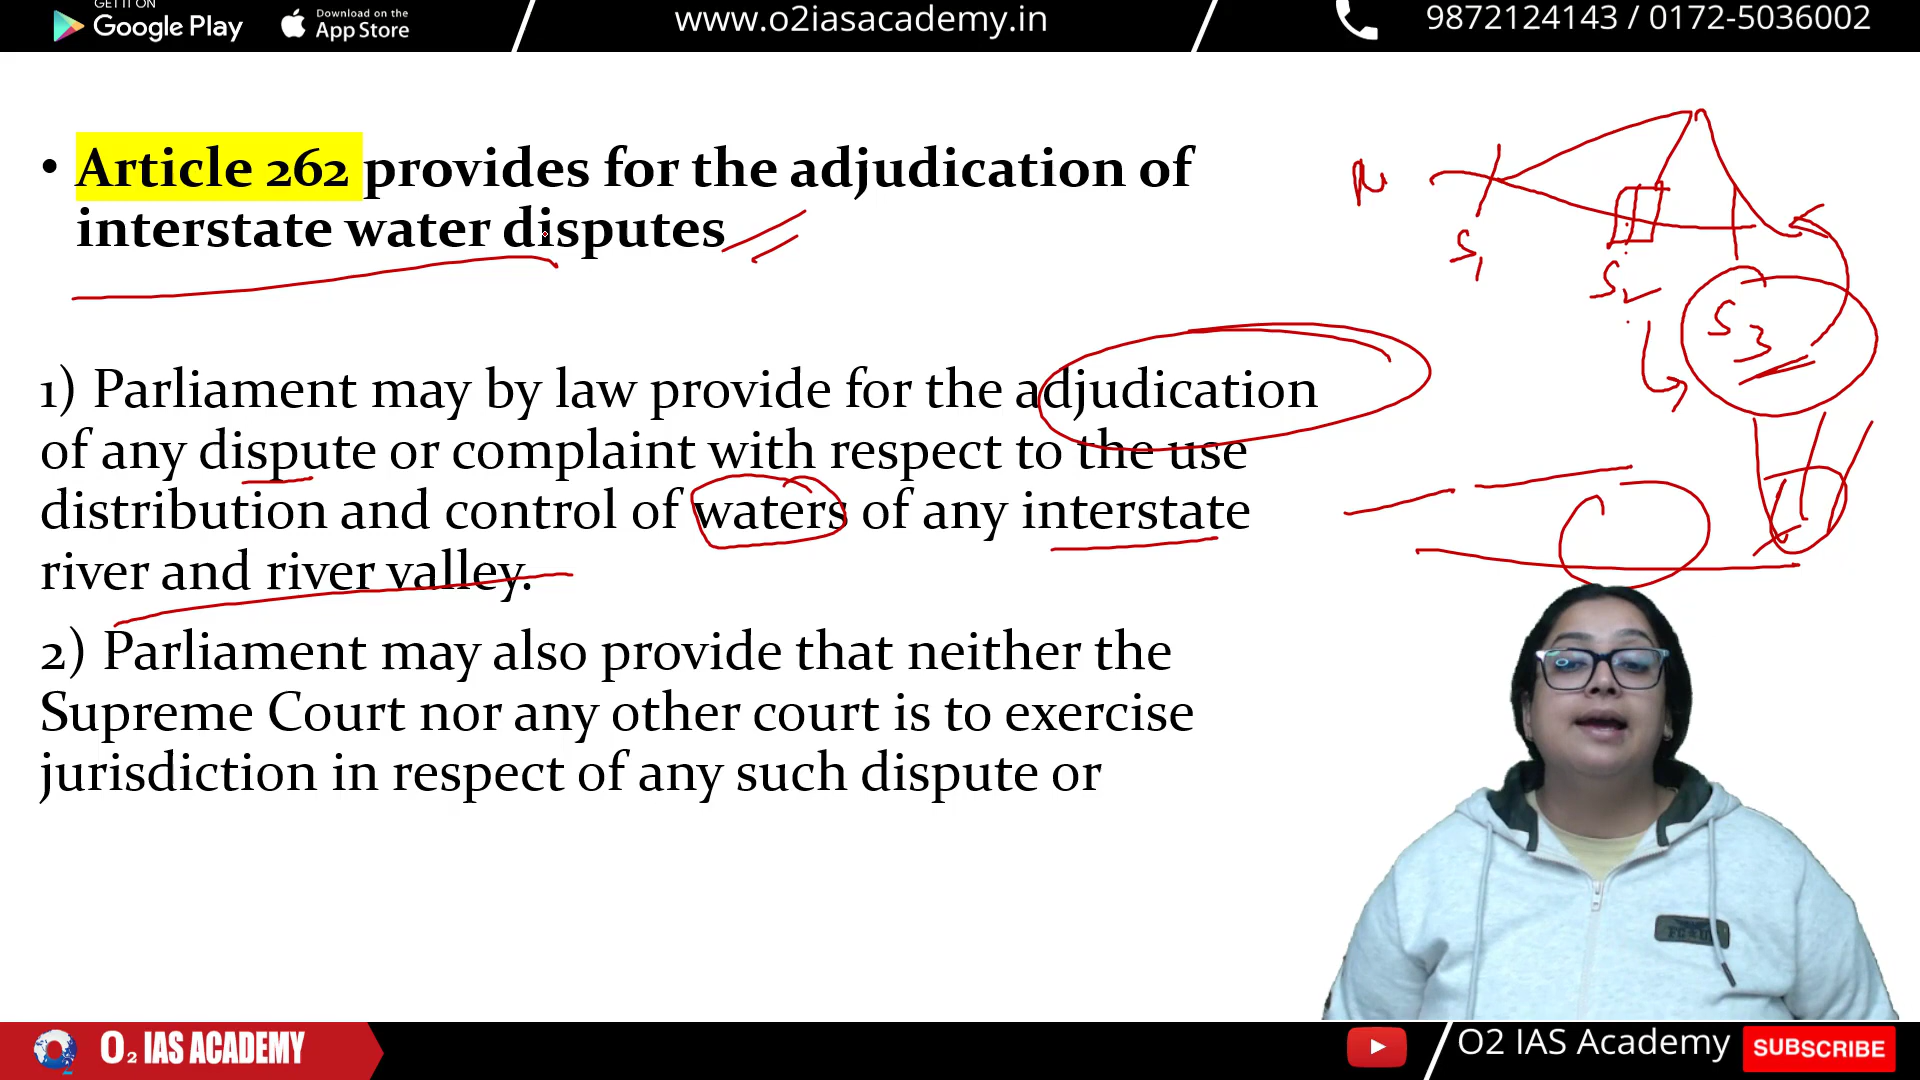 GET IT ON
Google Play
Download on the
App Store
www.o2iasacademy.in
9872124143 / 0172-5036002
• Article 262 provides for the adjudication of
interstate water disputes
S1
S2
S3
1) Parliament may by law provide for the adjudication
of any dispute or complaint with respect to the use
distribution and control of waters of any interstate
river and river valley.
2) Parliament may also provide that neither the
Supreme Court nor any other court is to exercise
jurisdiction in respect of any such dispute or
O2 IAS ACADEMY
O2 IAS Academy
SUBSCRIBE